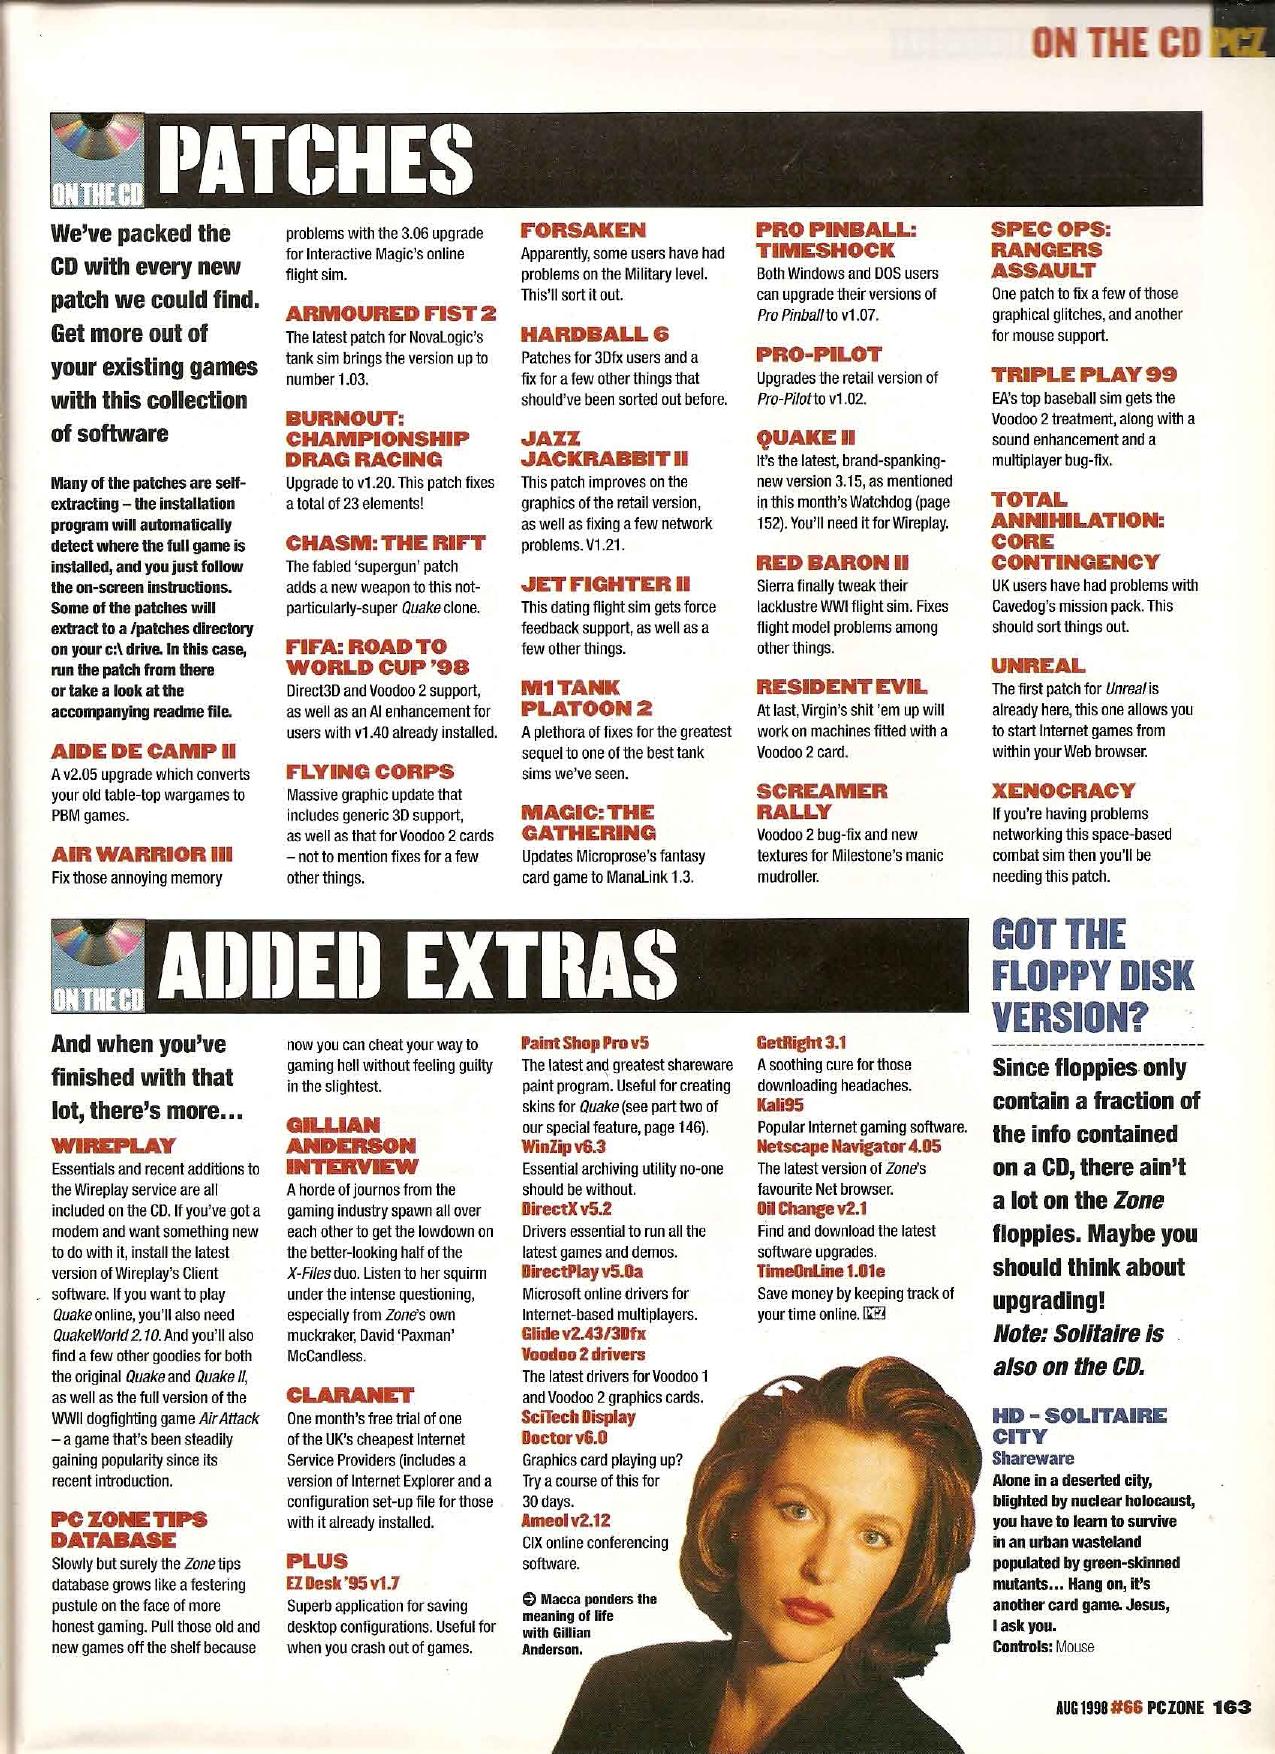 ON THE CD PCZ
ON THE CD
PATCHES
We've packed the
CD with every new
patch we could find.
Get more out of
your existing games
with this collection
of software
Many of the patches are self-
extracting – the installation
program will automatically
detect where the full game is
installed, and you just follow
the on-screen instructions.
Some of the patches will
extract to a /patches directory
on your c:\ drive. In this case,
run the patch from there
or take a look at the
accompanying readme file.
AIDE DE CAMP II
A v2.05 upgrade which converts
your old table-top wargames to
PBM games.
AIR WARRIOR III
Fix those annoying memory
problems with the 3.06 upgrade
for Interactive Magic's online
flight sim.
ARMOURED FIST 2
The latest patch for NovaLogic's
tank sim brings the version up to
number 1.03.
BURNOUT:
CHAMPIONSHIP
DRAG RACING
Upgrade to v1.20. This patch fixes
a total of 23 elements!
CHASM: THE RIFT
The fabled 'supergun' patch
adds a new weapon to this not-
particularly-super Quake clone.
FIFA: ROAD TO
WORLD CUP '98
Direct3D and Voodoo 2 support,
as well as an AI enhancement for
users with v1.40 already installed.
FLYING CORPS
Massive graphic update that
includes generic 3D support,
as well as that for Voodoo 2 cards
– not to mention fixes for a few
other things.
FORSAKEN
Apparently, some users have had
problems on the Military level.
This'll sort it out.
HARDBALL 6
Patches for 3Dfx users and a
fix for a few other things that
should've been sorted out before.
JAZZ
JACKRABBIT II
This patch improves on the
graphics of the retail version,
as well as fixing a few network
problems. V1.21.
JET FIGHTER II
This dating flight sim gets force
feedback support, as well as a
few other things.
M1 TANK
PLATOON 2
A plethora of fixes for the greatest
sequel to one of the best tank
sims we've seen.
MAGIC: THE
GATHERING
Updates Microprose's fantasy
card game to ManaLink 1.3.
PRO PINBALL:
TIMESHOCK
Both Windows and DOS users
can upgrade their versions of
Pro Pinball to v1.07.
PRO-PILOT
Upgrades the retail version of
Pro-Pilot to v1.02.
QUAKE II
It's the latest, brand-spanking-
new version 3.15, as mentioned
in this month's Watchdog (page
152). You'll need it for Wireplay.
RED BARON II
Sierra finally tweak their
lacklustre WWI flight sim. Fixes
flight model problems among
other things.
RESIDENT EVIL
At last, Virgin's shit 'em up will
work on machines fitted with a
Voodoo 2 card.
SCREAMER
RALLY
Voodoo 2 bug-fix and new
textures for Milestone's manic
mudroller.
SPEC OPS:
RANGERS
ASSAULT
One patch to fix a few of those
graphical glitches, and another
for mouse support.
TRIPLE PLAY 99
EA's top baseball sim gets the
Voodoo 2 treatment, along with a
sound enhancement and a
multiplayer bug-fix.
TOTAL
ANNIHILATION:
CORE
CONTINGENCY
UK users have had problems with
Cavedog's mission pack. This
should sort things out.
UNREAL
The first patch for Unreal is
already here, this one allows you
to start Internet games from
within your Web browser.
XENOCRACY
If you're having problems
networking this space-based
combat sim then you'll be
needing this patch.
ON THE CD
ADDED EXTRAS
And when you've
finished with that
lot, there's more...
WIREPLAY
Essentials and recent additions to
the Wireplay service are all
included on the CD. If you've got a
modem and want something new
to do with it, install the latest
version of Wireplay's Client
software. If you want to play
Quake online, you'll also need
QuakeWorld 2.10. And you'll also
find a few other goodies for both
the original Quake and Quake II,
as well as the full version of the
WWII dogfighting game Air Attack
– a game that's been steadily
gaining popularity since its
recent introduction.
PC ZONE TIPS
DATABASE
Slowly but surely the Zone tips
database grows like a festering
pustule on the face of more
honest gaming. Pull those old and
new games off the shelf because
now you can cheat your way to
gaming hell without feeling guilty
in the slightest.
GILLIAN
ANDERSON
INTERVIEW
A horde of journos from the
gaming industry spawn all over
each other to get the lowdown on
the better-looking half of the
X-Files duo. Listen to her squirm
under the intense questioning,
especially from Zone's own
muckraker, David 'Paxman'
McCandless.
CLARANET
One month's free trial of one
of the UK's cheapest Internet
Service Providers (includes a
version of Internet Explorer and a
configuration set-up file for those
with it already installed.
PLUS
EZ Desk '95 v1.7
Superb application for saving
desktop configurations. Useful for
when you crash out of games.
Paint Shop Pro v5
The latest and greatest shareware
paint program. Useful for creating
skins for Quake (see part two of
our special feature, page 146).
WinZip v6.3
Essential archiving utility no-one
should be without.
DirectX v5.2
Drivers essential to run all the
latest games and demos.
DirectPlay v5.0a
Microsoft online drivers for
Internet-based multiplayers.
Glide v2.43/3Dfx
Voodoo 2 drivers
The latest drivers for Voodoo 1
and Voodoo 2 graphics cards.
SciTech Display
Doctor v6.0
Graphics card playing up?
Try a course of this for
30 days.
Ameol v2.12
CIX online conferencing
software.
Macca ponders the
meaning of life
with Gillian
Anderson.
GetRight 3.1
A soothing cure for those
downloading headaches.
Kali95
Popular Internet gaming software.
Netscape Navigator 4.05
The latest version of Zone's
favourite Net browser.
Oil Change v2.1
Find and download the latest
software upgrades.
TimeOnLine 1.01e
Save money by keeping track of
your time online. PCZ
GOT THE
FLOPPY DISK
VERSION?
Since floppies only
contain a fraction of
the info contained
on a CD, there ain't
a lot on the Zone
floppies. Maybe you
should think about
upgrading!
Note: Solitaire is
also on the CD.
HD – SOLITAIRE
CITY
Shareware
Alone in a deserted city,
blighted by nuclear holocaust,
you have to learn to survive
in an urban wasteland
populated by green-skinned
mutants... Hang on, it's
another card game. Jesus,
I ask you.
Controls: Mouse
AUG 1998 #66 PC ZONE 163